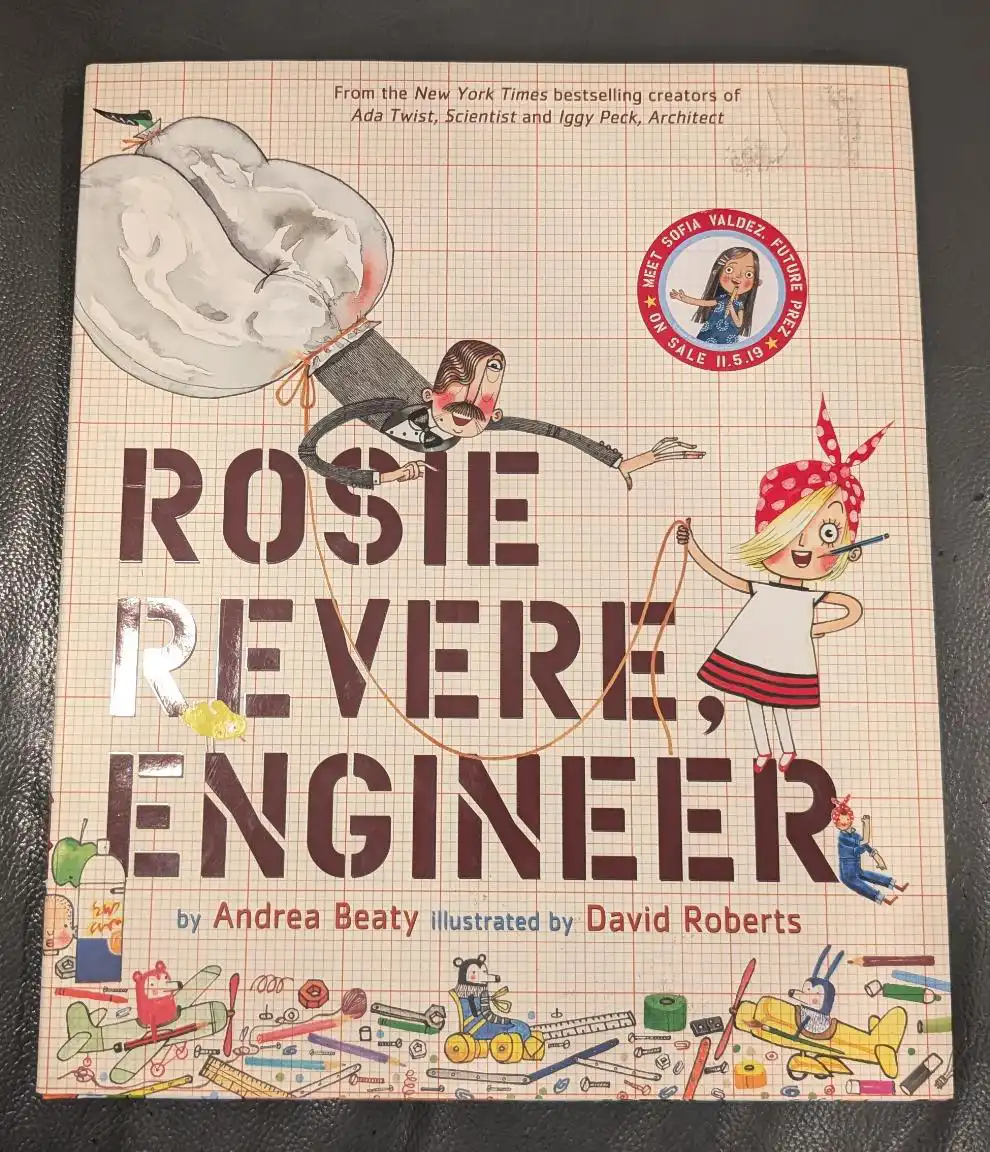 From the New York Times bestselling creators of
Ada Twist, Scientist and Iggy Peck, Architect
MEET SOFIA VALDEZ, FUTURE PREZ
ON SALE 11.5.19
ROSIE
REVERE,
ENGINEER
by Andrea Beaty illustrated by David Roberts